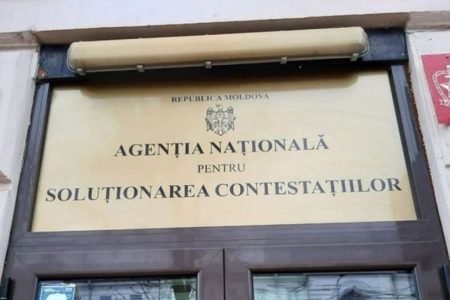 REPUBLICA MOLDOVA
AGENȚIA NAȚIONALĂ
PENTRU
SOLUȚIONAREA CONTESTAȚIILOR